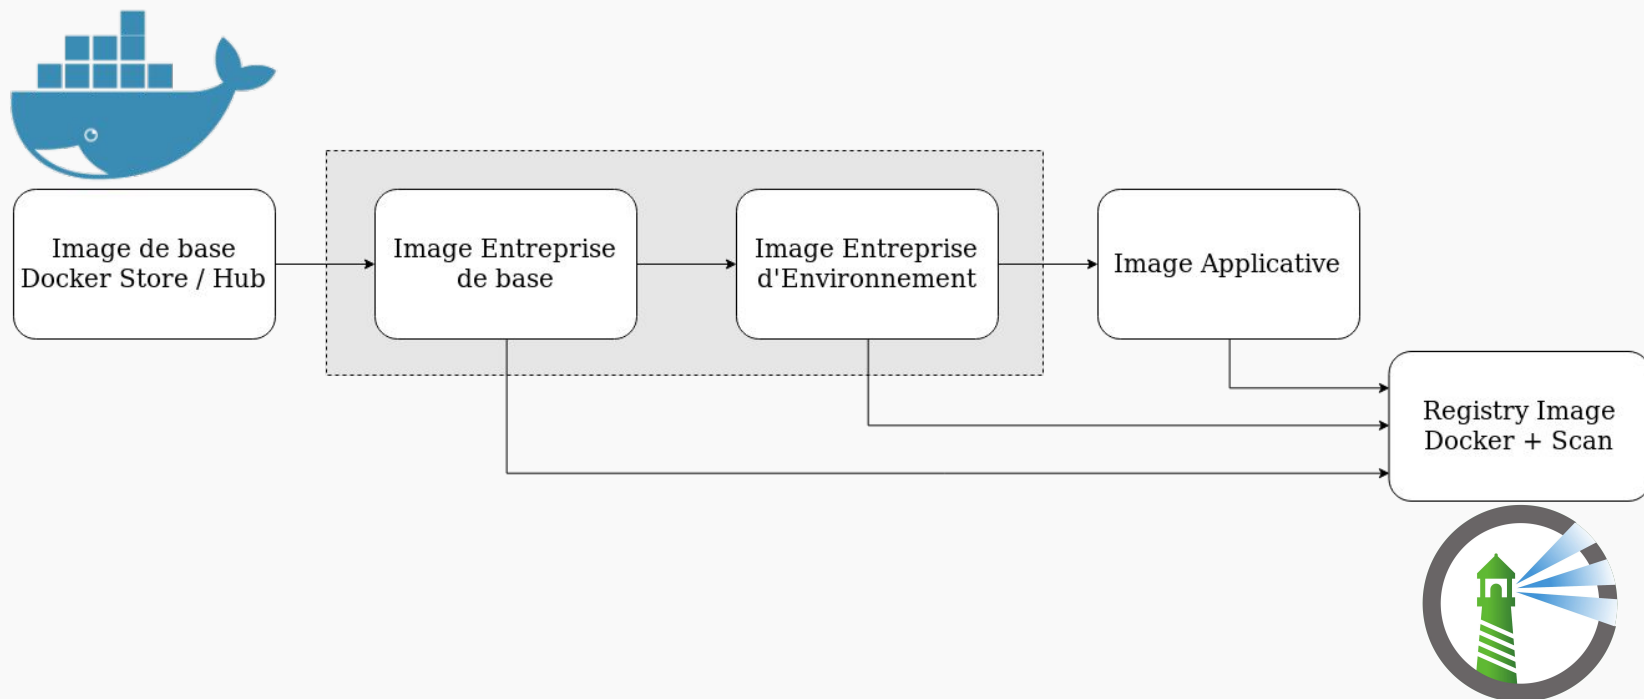 Image de base
Docker Store / Hub
Image Entreprise
de base
Image Entreprise
d'Environnement
Image Applicative
Registry Image
Docker + Scan